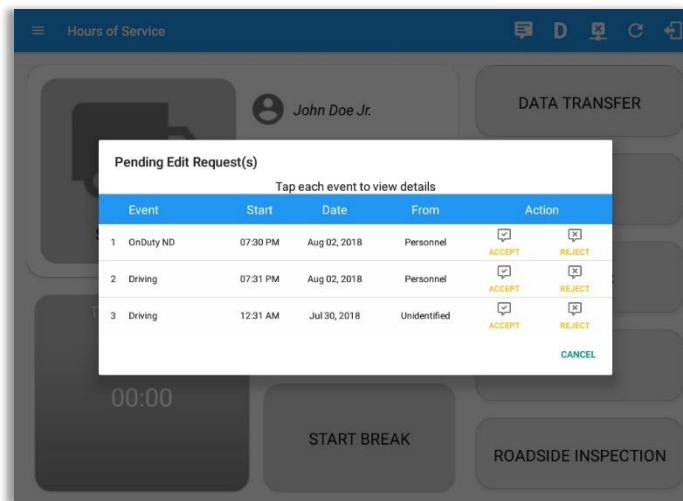 Hours of Service
D
John Doe Jr.
DATA TRANSFER
Pending Edit Request(s)
Tap each event to view details
Event Start Date From Action
1 OnDuty ND 07:30 PM Aug 02, 2018 Personnel ACCEPT REJECT
2 Driving 07:31 PM Aug 02, 2018 Personnel ACCEPT REJECT
3 Driving 12:31 AM Jul 30, 2018 Unidentified ACCEPT REJECT
CANCEL
00:00
START BREAK
ROADSIDE INSPECTION